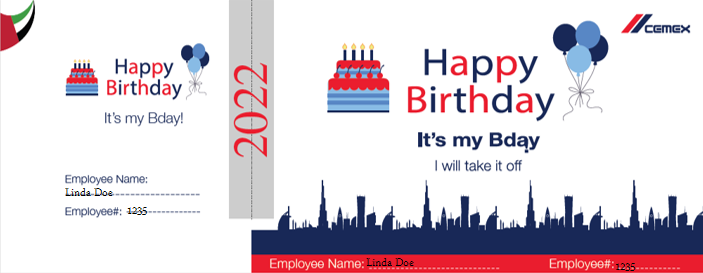 Happy
Birthday
It's my Bday!
Employee Name:
Linda Doe
Employee#: 1235
2022
CEMEX
Happy
Birthday
It's my Bday
I will take it off
Employee Name: Linda Doe
Employee#: 1235